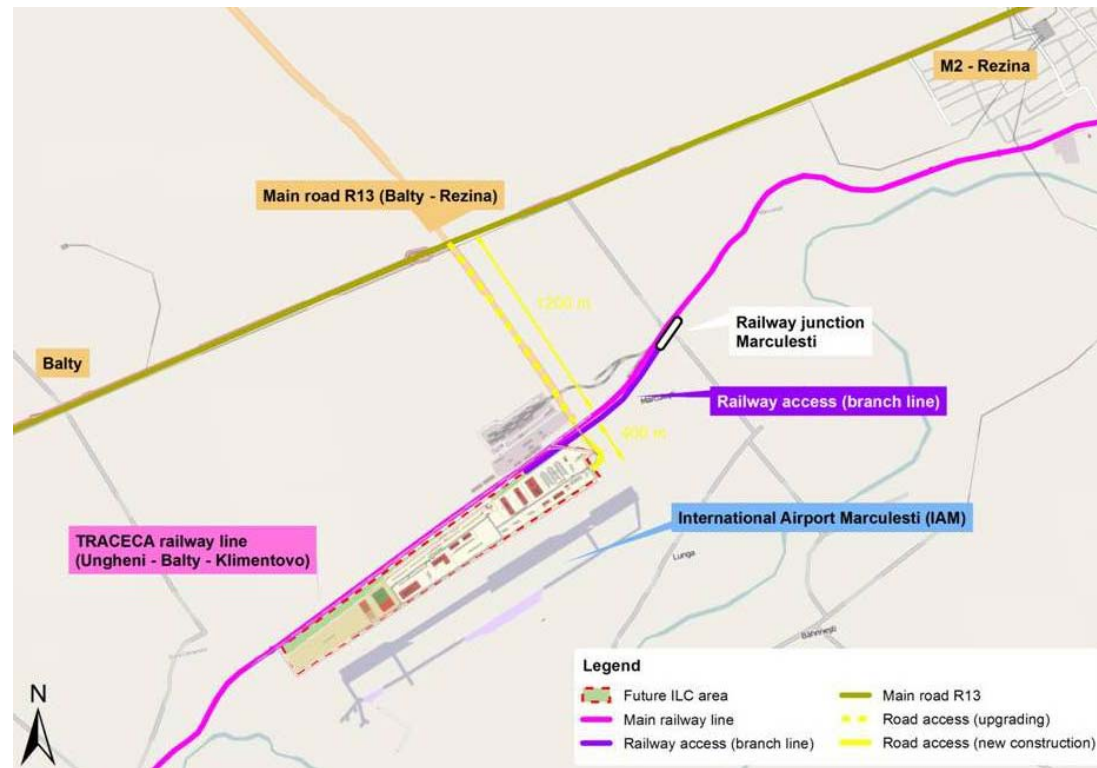 M2 - Rezina
Main road R13 (Balty - Rezina)
1200 m
Railway junction
Marculesti
Balty
Railway access (branch line)
400 m
International Airport Marculesti (IAM)
TRACECA railway line
(Ungheni - Balty - Klimentovo)
Lunga
Băhrinești
N
Legend
Future ILC area
Main railway line
Railway access (branch line)
Main road R13
Road access (upgrading)
Road access (new construction)